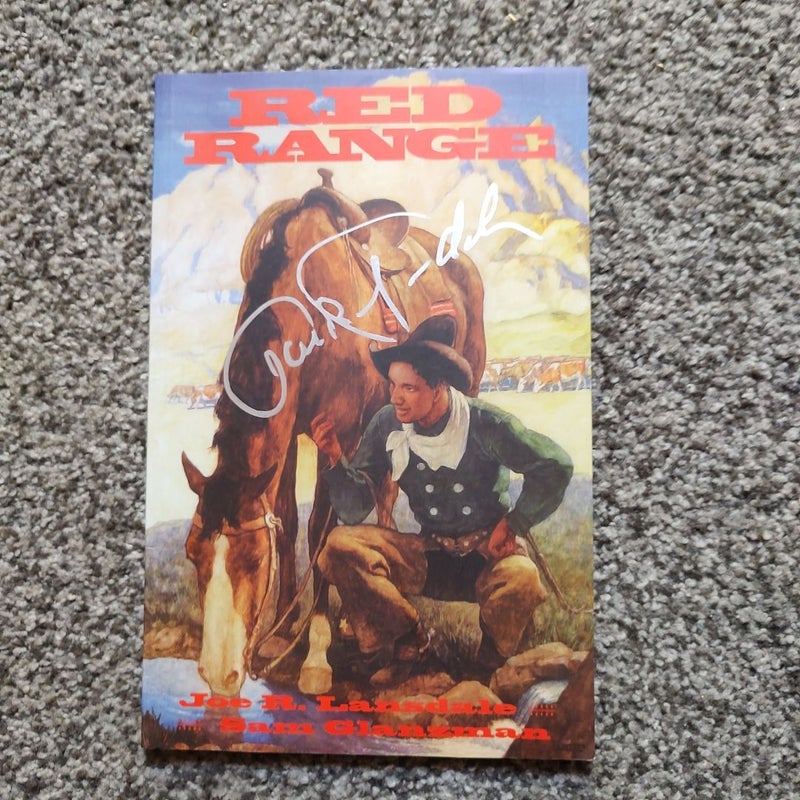 RED
RANGE
Joe R. Lansdale
Sam Glanzman